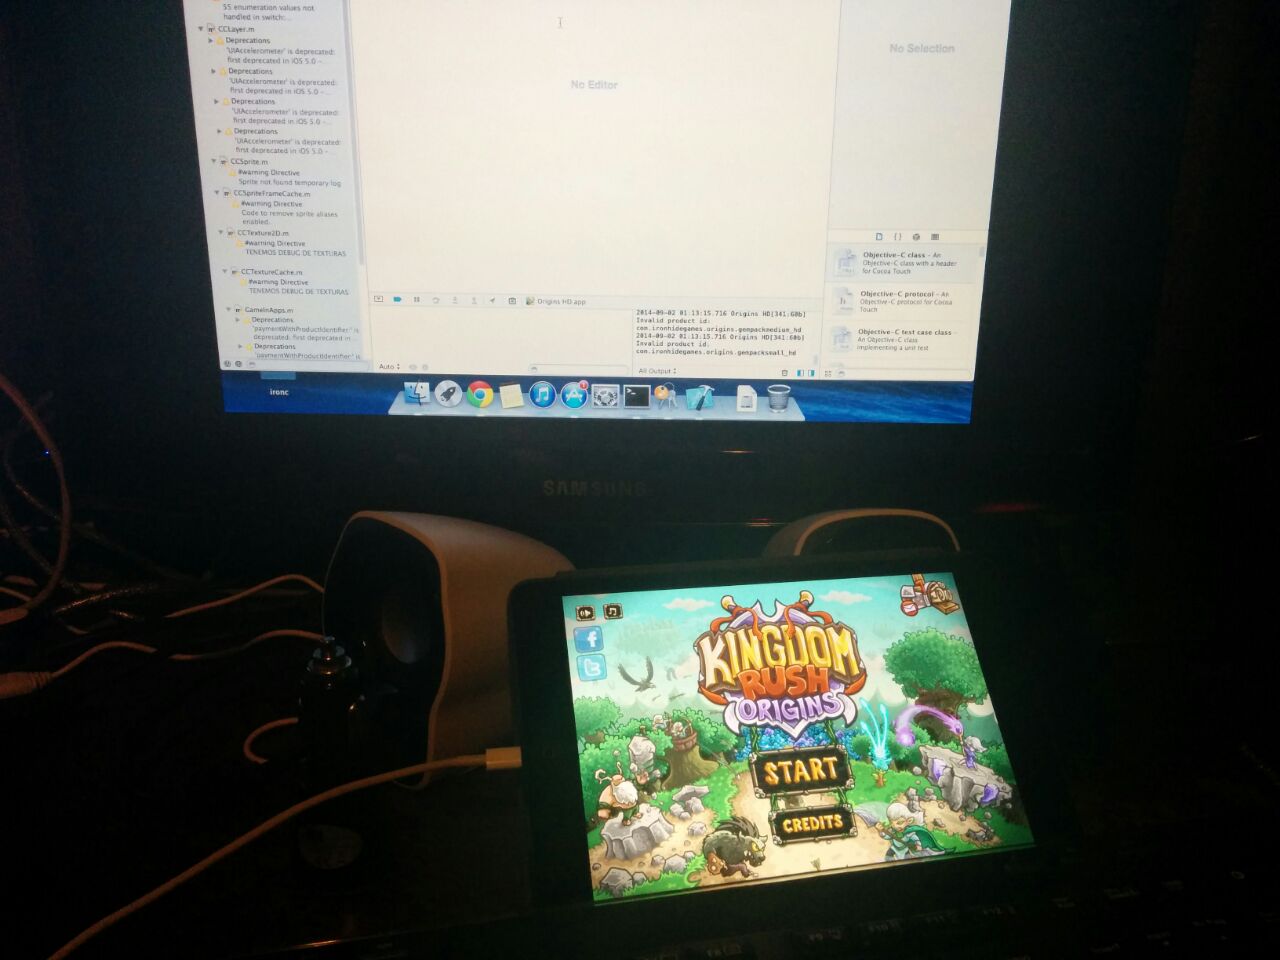 55 enumeration values not
handled in switch:...
CCLayer.m
Deprecations
'UIAccelerometer' is deprecated:
first deprecated in iOS 5.0 -...
Deprecations
'UIAccelerometer' is deprecated:
first deprecated in iOS 5.0 -...
Deprecations
'UIAccelerometer' is deprecated:
first deprecated in iOS 5.0 -...
Deprecations
'UIAccelerometer' is deprecated:
first deprecated in iOS 5.0 -...
CCSprite.m
#warning Directive
Sprite not found temporary log
CCSpriteFrameCache.m
#warning Directive
Code to remove sprite aliases
enabled.
CCTexture2D.m
#warning Directive
TENEMOS DEBUG DE TEXTURAS
CCTextureCache.m
#warning Directive
TENEMOS DEBUG DE TEXTURAS
GameInApps.m
Deprecations
'paymentWithProductIdentifier:' is
deprecated: first deprecated in iO...
Deprecations
'paymentWithProductIdentifier:' is
No Editor
No Selection
{ }
Objective-C class - An
Objective-C class with a header
for Cocoa Touch
Objective-C protocol - An
Objective-C protocol for Cocoa
Touch
Objective-C test case class -
An Objective-C class
implementing a unit test
Origins HD.app
2014-09-02 01:13:15.716 Origins HD[341:60b]
Invalid product id:
com.ironhidegames.origins.gempackmedium_hd
2014-09-02 01:13:15.716 Origins HD[341:60b]
Invalid product id:
com.ironhidegames.origins.gempacksmall_hd
Auto
All Output
ironc
SAMSUNG
KINGDOM
RUSH
ORIGINS
START
CREDITS